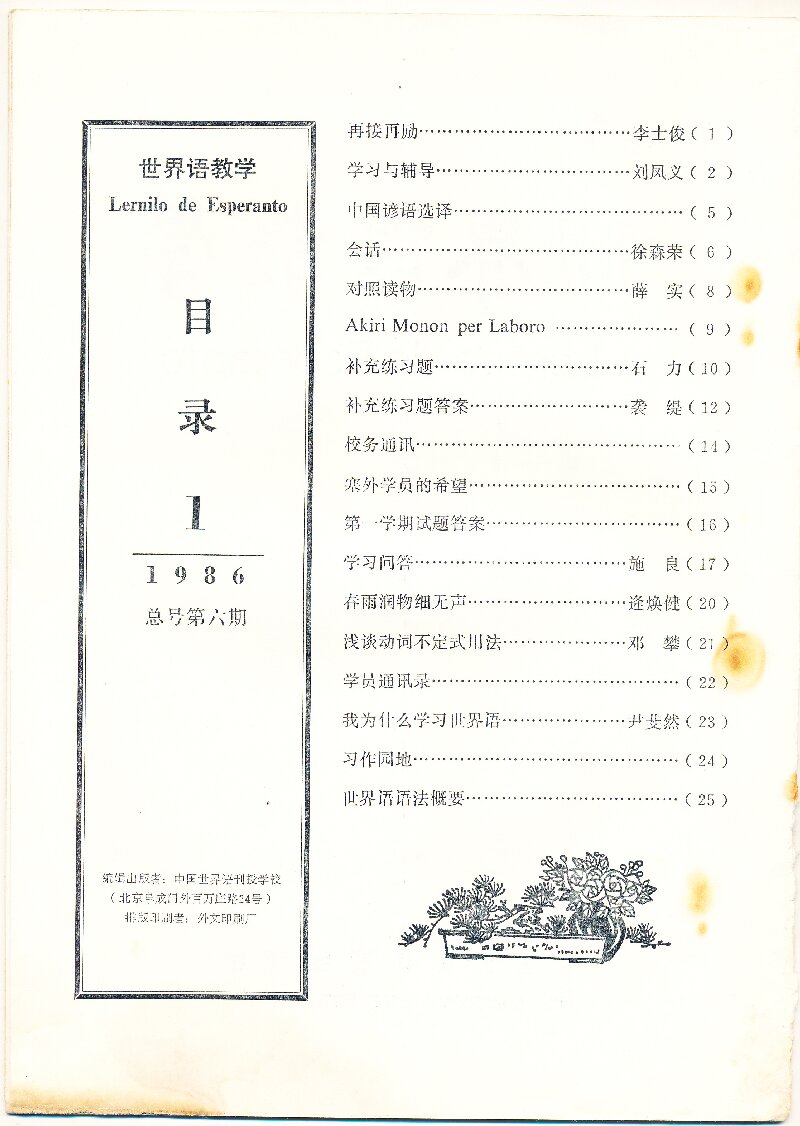 世界语教学
Lernilo de Esperanto
目
录
1
1986
总号第六期
编辑出版者：中国世界语刊授学校
（北京阜成门外百万庄路24号）
排版印刷者：外文印刷厂
再接再励……………………………李士俊（1）
学习与辅导…………………………刘凤义（2）
中国谚语选译………………………………（5）
会话…………………………………徐森荣（6）
对照读物……………………………薛　实（8）
Akiri Monon per Laboro …………………（9）
补充练习题…………………………石　力（10）
补充练习题答案……………………裘　缇（12）
校务通讯……………………………………（14）
塞外学员的希望……………………………（15）
第一学期试题答案…………………………（16）
学习问答……………………………施　良（17）
春雨润物细无声……………………逄焕健（20）
浅谈动词不定式用法………………邓　攀（21）
学员通讯录…………………………………（22）
我为什么学习世界语………………尹斐然（23）
习作园地……………………………………（24）
世界语语法概要……………………………（25）